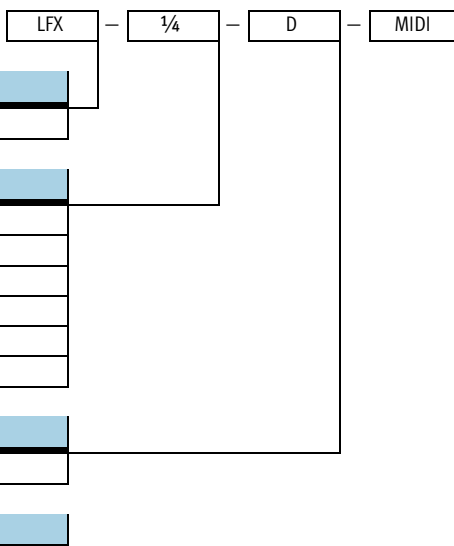 LFX – ¼ – D – MIDI